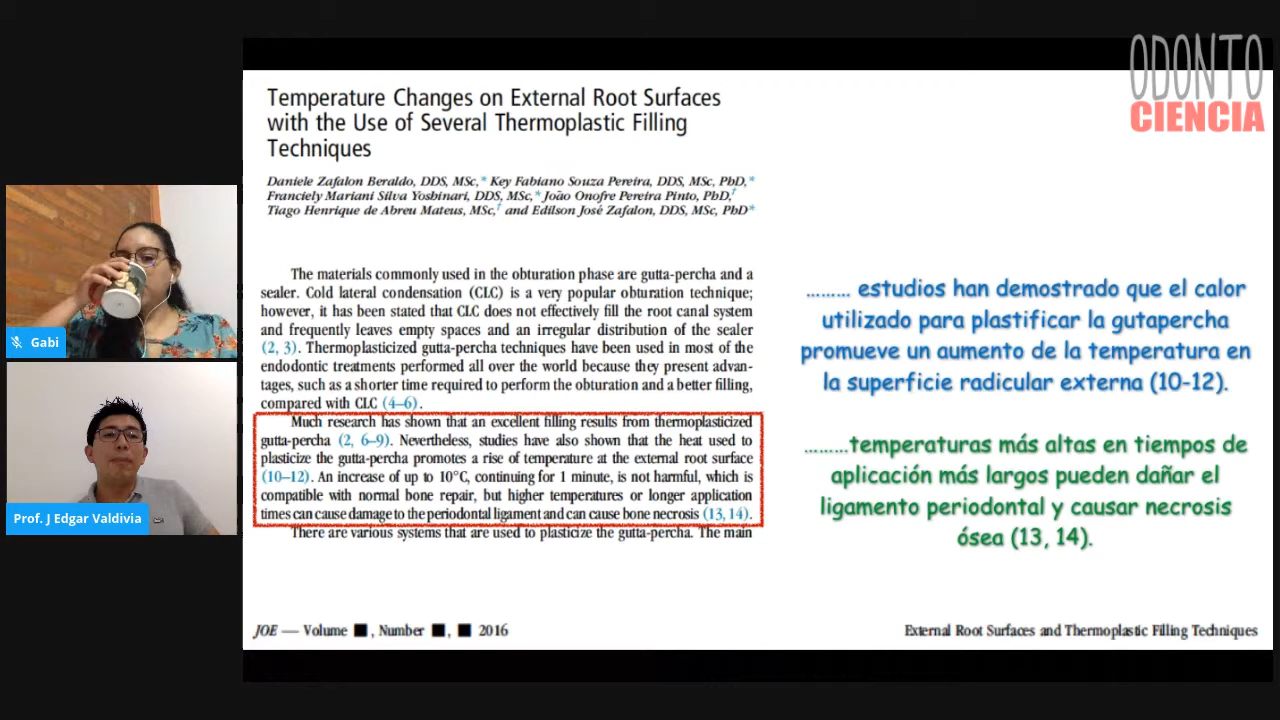 ODONTO
CIENCIA
Temperature Changes on External Root Surfaces
with the Use of Several Thermoplastic Filling
Techniques
Daniele Zafalon Beraldo, DDS, MSc,* Key Fabiano Souza Pereira, DDS, MSc, PhD,*
Franciely Mariani Silva Yoshinari, DDS, MSc,* João Onofre Pereira Pinto, PhD,†
Tiago Henrique de Abreu Mateus, MSc,† and Edilson José Zafalon, DDS, MSc, PhD*
The materials commonly used in the obturation phase are gutta-percha and a
sealer. Cold lateral condensation (CLC) is a very popular obturation technique;
however, it has been stated that CLC does not effectively fill the root canal system
and frequently leaves empty spaces and an irregular distribution of the sealer
(2, 3). Thermoplasticized gutta-percha techniques have been used in most of the
endodontic treatments performed all over the world because they present advan-
tages, such as a shorter time required to perform the obturation and a better filling,
compared with CLC (4–6).
Much research has shown that an excellent filling results from thermoplasticized
gutta-percha (2, 6–9). Nevertheless, studies have also shown that the heat used to
plasticize the gutta-percha promotes a rise of temperature at the external root surface
(10–12). An increase of up to 10°C, continuing for 1 minute, is not harmful, which is
compatible with normal bone repair, but higher temperatures or longer application
times can cause damage to the periodontal ligament and can cause bone necrosis (13, 14).
There are various systems that are used to plasticize the gutta-percha. The main
......... estudios han demostrado que el calor
utilizado para plastificar la gutapercha
promueve un aumento de la temperatura en
la superficie radicular externa (10-12).
.........temperaturas más altas en tiempos de
aplicación más largos pueden dañar el
ligamento periodontal y causar necrosis
ósea (13, 14).
JOE — Volume ■, Number ■, ■ 2016
External Root Surfaces and Thermoplastic Filling Techniques
Gabi
Prof. J Edgar Valdivia